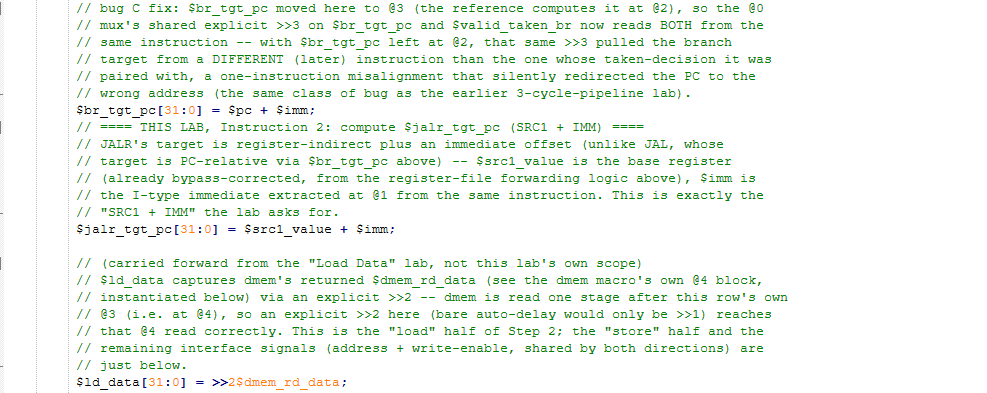 // bug C fix: $br_tgt_pc moved here to @3 (the reference computes it at @2), so the @0
// mux's shared explicit >>3 on $br_tgt_pc and $valid_taken_br now reads BOTH from the
// same instruction -- with $br_tgt_pc left at @2, that same >>3 pulled the branch
// target from a DIFFERENT (later) instruction than the one whose taken-decision it was
// paired with, a one-instruction misalignment that silently redirected the PC to the
// wrong address (the same class of bug as the earlier 3-cycle-pipeline lab).
$br_tgt_pc[31:0] = $pc + $imm;
// ==== THIS LAB, Instruction 2: compute $jalr_tgt_pc (SRC1 + IMM) ====
// JALR's target is register-indirect plus an immediate offset (unlike JAL, whose
// target is PC-relative via $br_tgt_pc above) -- $src1_value is the base register
// (already bypass-corrected, from the register-file forwarding logic above), $imm is
// the I-type immediate extracted at @1 from the same instruction. This is exactly the
// "SRC1 + IMM" the lab asks for.
$jalr_tgt_pc[31:0] = $src1_value + $imm;
// (carried forward from the "Load Data" lab, not this lab's own scope)
// $ld_data captures dmem's returned $dmem_rd_data (see the dmem macro's own @4 block,
// instantiated below) via an explicit >>2 -- dmem is read one stage after this row's own
// @3 (i.e. at @4), so an explicit >>2 here (bare auto-delay would only be >>1) reaches
// that @4 read correctly. This is the "load" half of Step 2; the "store" half and the
// remaining interface signals (address + write-enable, shared by both directions) are
// just below.
$ld_data[31:0] = >>2$dmem_rd_data;